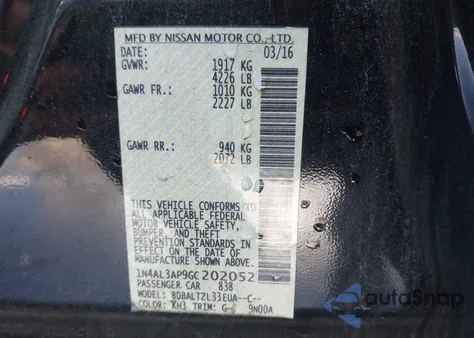 MFD BY NISSAN MOTOR CO., LTD.
DATE: 03/16
GVWR: 1917 KG
4226 LB
GAWR FR.: 1010 KG
2227 LB
GAWR RR.: 940 KG
2072 LB
THIS VEHICLE CONFORMS TO
ALL APPLICABLE FEDERAL
MOTOR VEHICLE SAFETY,
BUMPER, AND THEFT
PREVENTION STANDARDS IN
EFFECT ON THE DATE OF
MANUFACTURE SHOWN ABOVE.
1N4AL3AP9GC202052
PASSENGER CAR 838
MODEL: BDBALTZL33EUA--C--
COLOR: KH3 TRIM: G 9N00A
AutoSnap